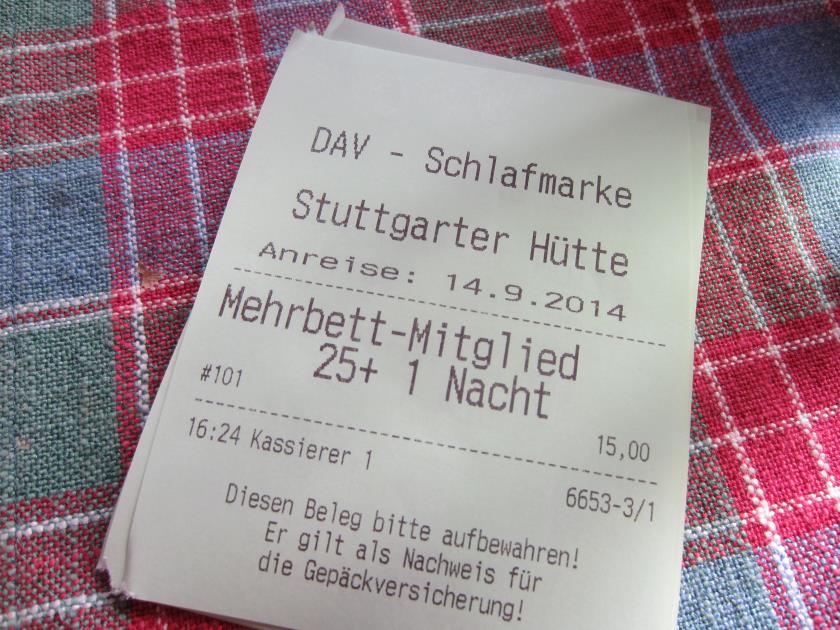 DAV - Schlafmarke
Stuttgarter Hütte
Anreise: 14.9.2014
Mehrbett-Mitglied
25+ 1 Nacht
#101
15,00
16:24 Kassierer 1
6653-3/1
Diesen Beleg bitte aufbewahren!
Er gilt als Nachweis für
die Gepäckversicherung!